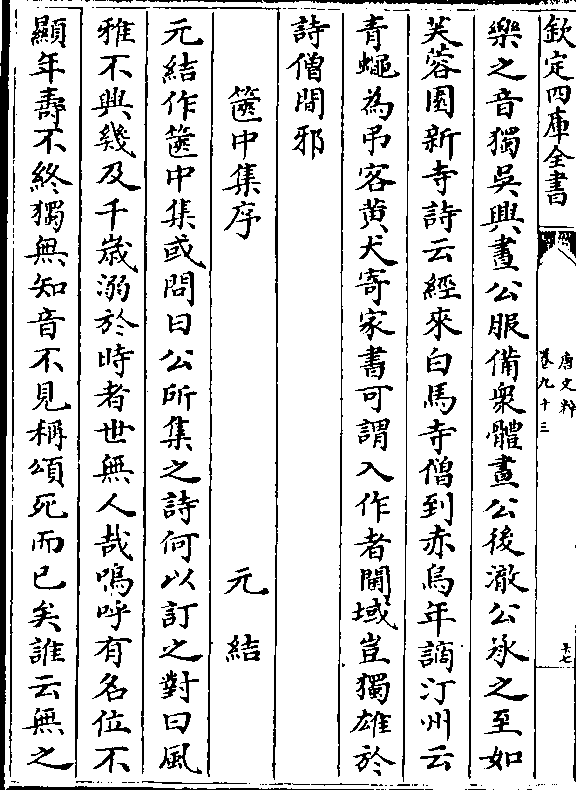 欽定四庫全書
唐文粹
卷九十三
樂之音獨吳興晝公服備衆體晝公後澈公承之至如
芙蓉園新寺詩云經來白馬寺僧到赤烏年謫汀州云
青蠅為弔客黄犬寄家書可謂入作者閫域豈獨雄於
詩僧間邪
篋中集序
元結
元結作篋中集或問曰公所集之詩何以訂之對曰風
雅不興幾及千歲溺於時者世無人哉嗚呼有名位不
顯年壽不終獨無知音不見稱頌死而已矣誰云無之